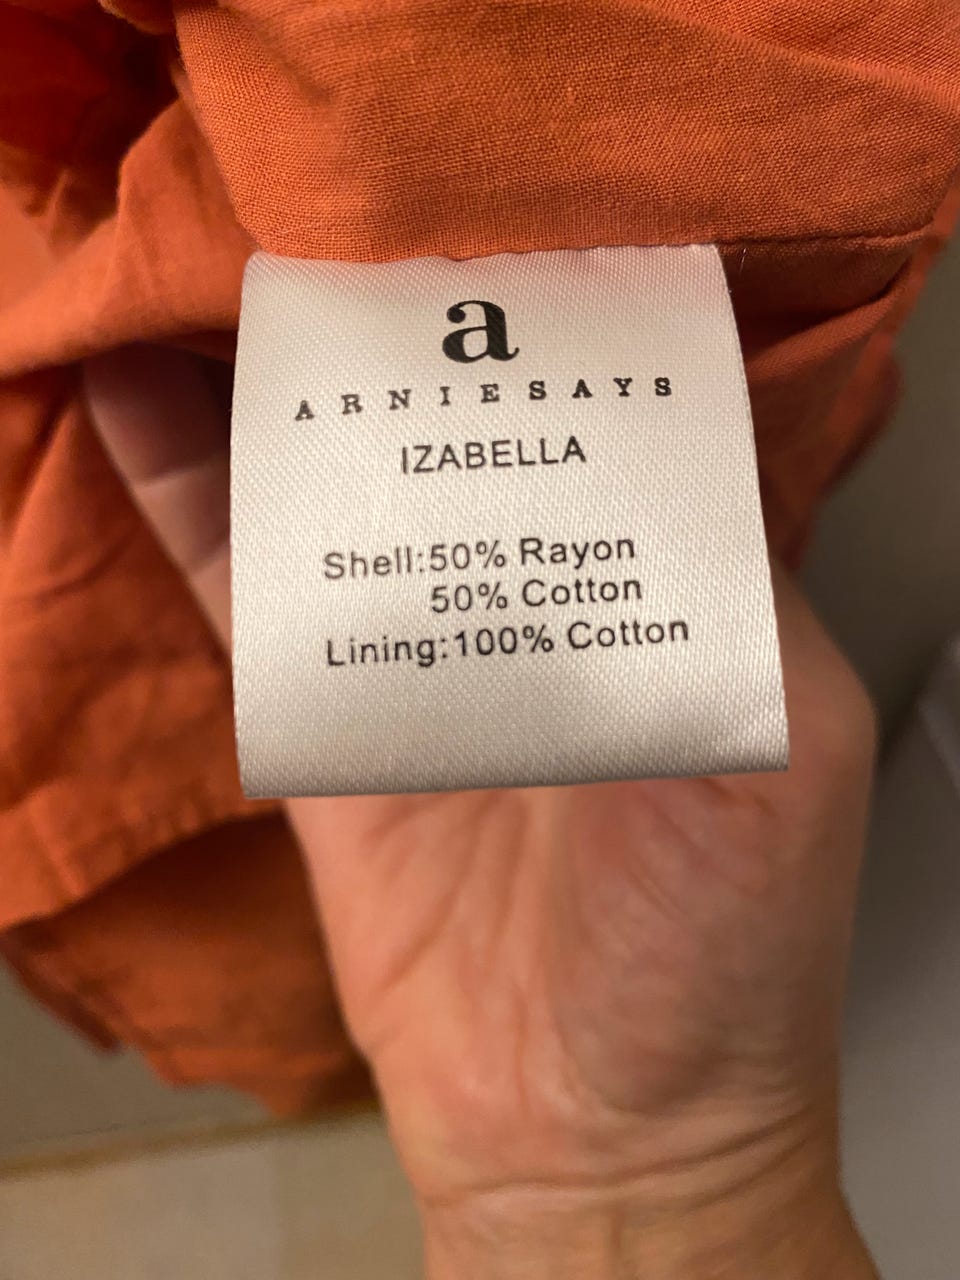 a
ARNIESAYS
IZABELLA
Shell:50% Rayon
50% Cotton
Lining:100% Cotton